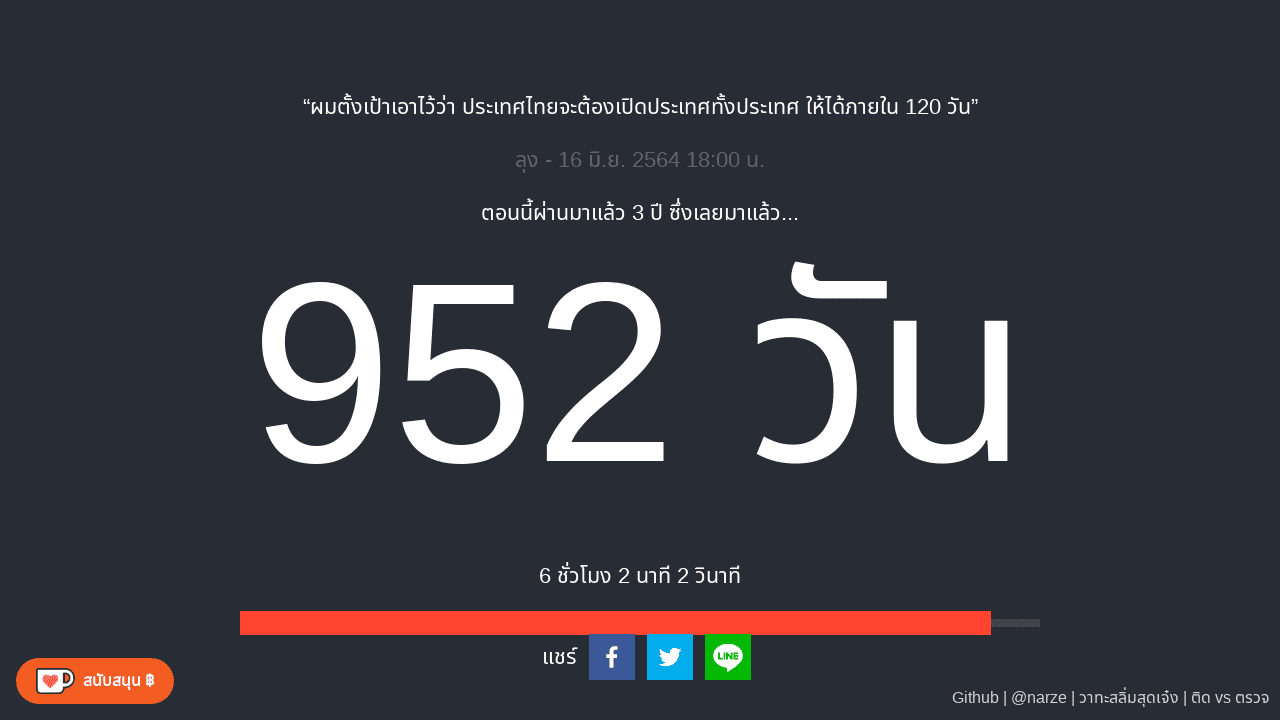 “ผมตั้งเป้าเอาไว้ว่า ประเทศไทยจะต้องเปิดประเทศทั้งประเทศ ให้ได้ภายใน 120 วัน”
ลุง - 16 มิ.ย. 2564 18:00 น.
ตอนนี้ผ่านมาแล้ว 3 ปี ซึ่งเลยมาแล้ว...
952 วัน
6 ชั่วโมง 2 นาที 2 วินาที
แชร์
LINE
สนับสนุน ฿
Github | @narze | วาทะสลิ่มสุดเจ๋ง | ติด vs ตรวจ